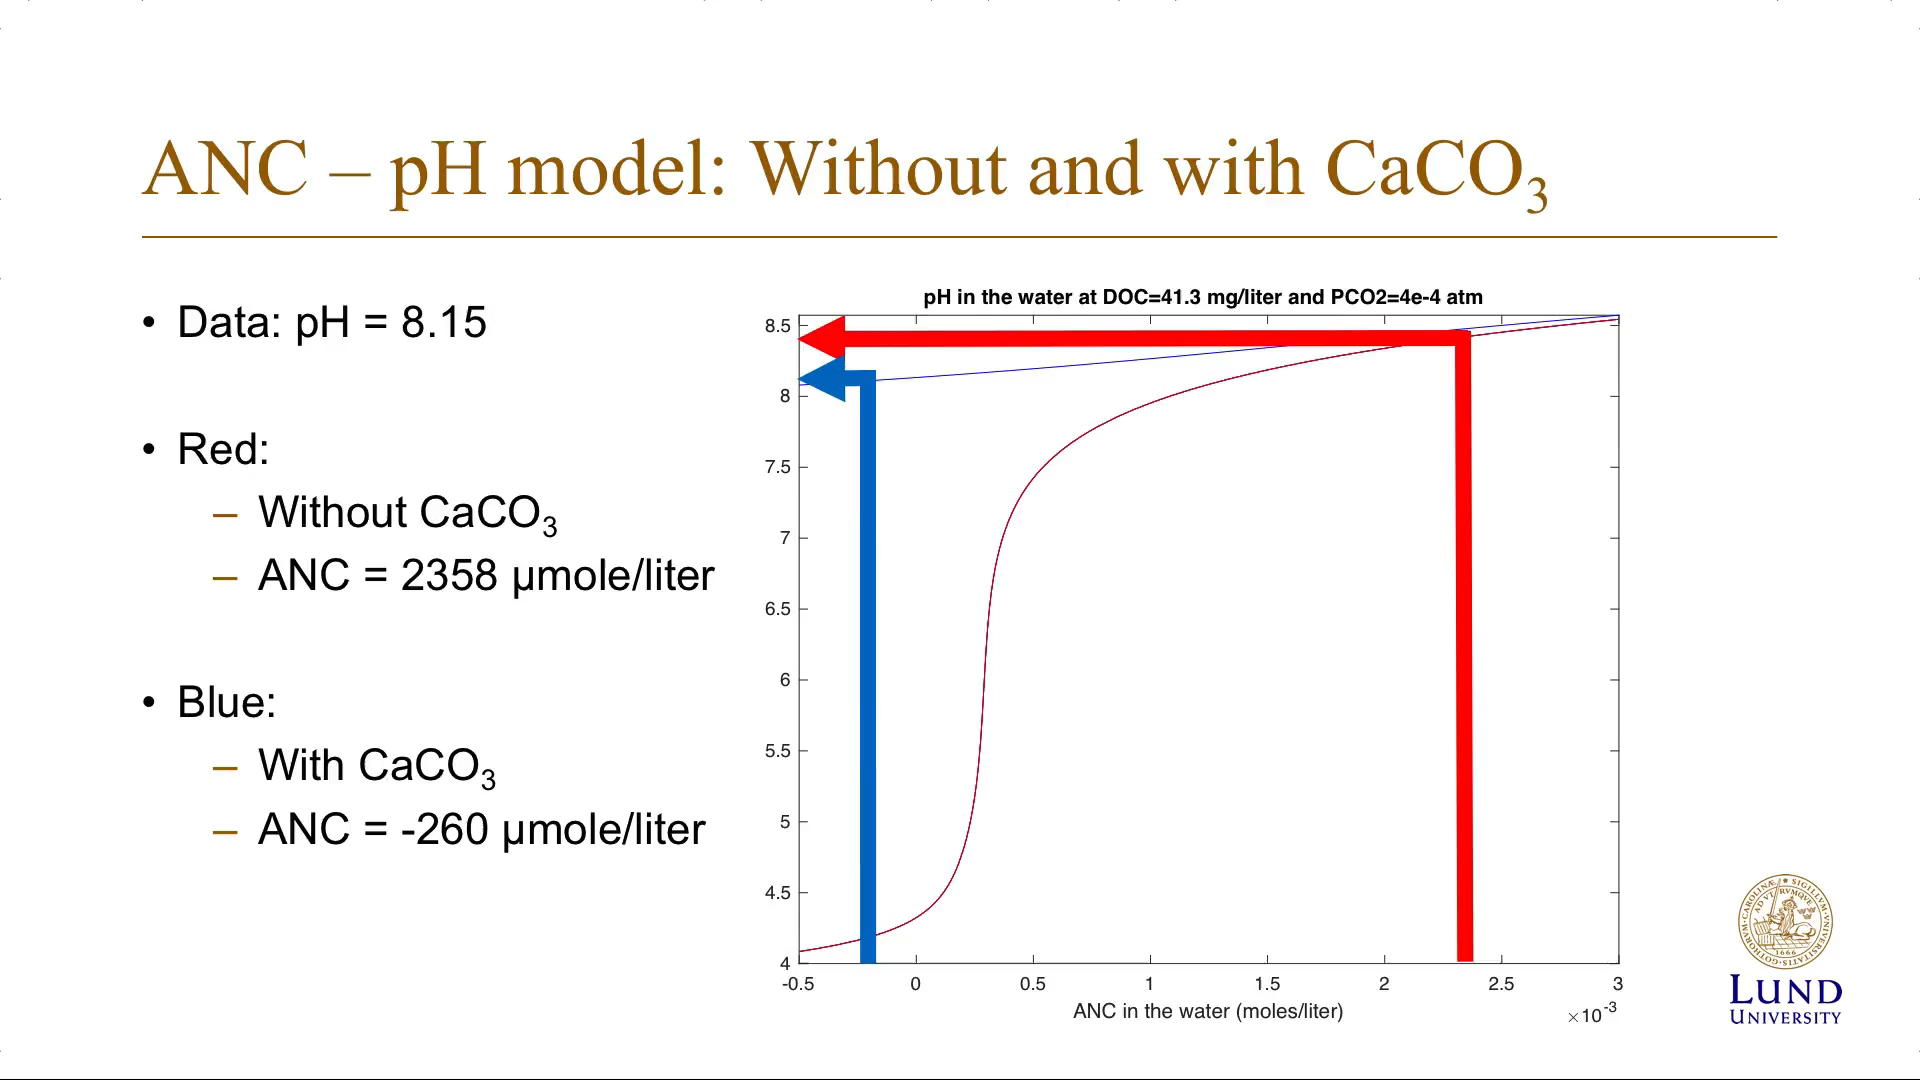 ANC – pH model: Without and with CaCO₃
• Data: pH = 8.15
• Red:
– Without CaCO₃
– ANC = 2358 µmole/liter
• Blue:
– With CaCO₃
– ANC = -260 µmole/liter
pH in the water at DOC=41.3 mg/liter and PCO2=4e-4 atm
8.5
8
7.5
7
6.5
6
5.5
5
4.5
4
-0.5 0 0.5 1 1.5 2 2.5 3
ANC in the water (moles/liter)
×10⁻³
1666
LUND
UNIVERSITY